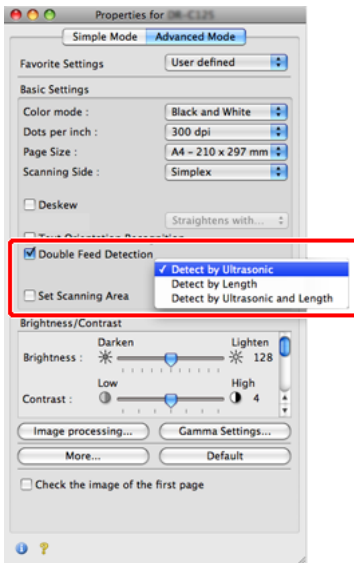 Properties for
Simple Mode Advanced Mode
Favorite Settings User defined
Basic Settings
Color mode : Black and White
Dots per inch : 300 dpi
Page Size : A4 - 210 x 297 mm
Scanning Side : Simplex
Deskew
Straightens with...
Text Orientation Recognition
Double Feed Detection
✓ Detect by Ultrasonic
Detect by Length
Set Scanning Area
Detect by Ultrasonic and Length
Brightness/Contrast
Darken Lighten
Brightness : 128
Low High
Contrast : 4
Image processing... Gamma Settings...
More... Default
Check the image of the first page